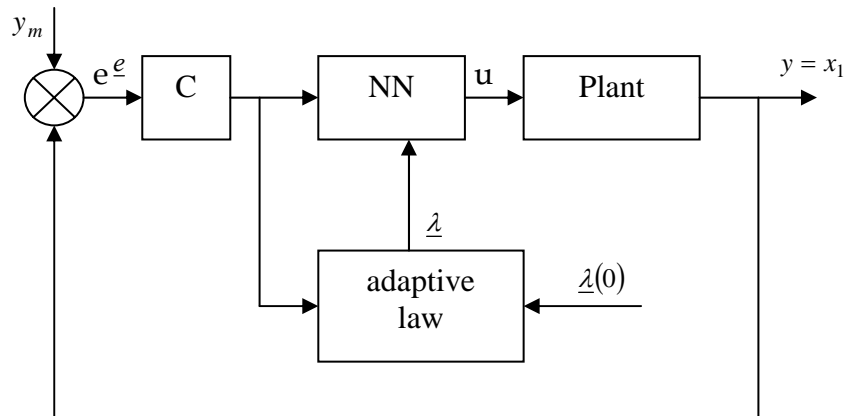 y_m
e e
C
NN
u
Plant
y = x_1
λ
adaptive
law
λ(0)